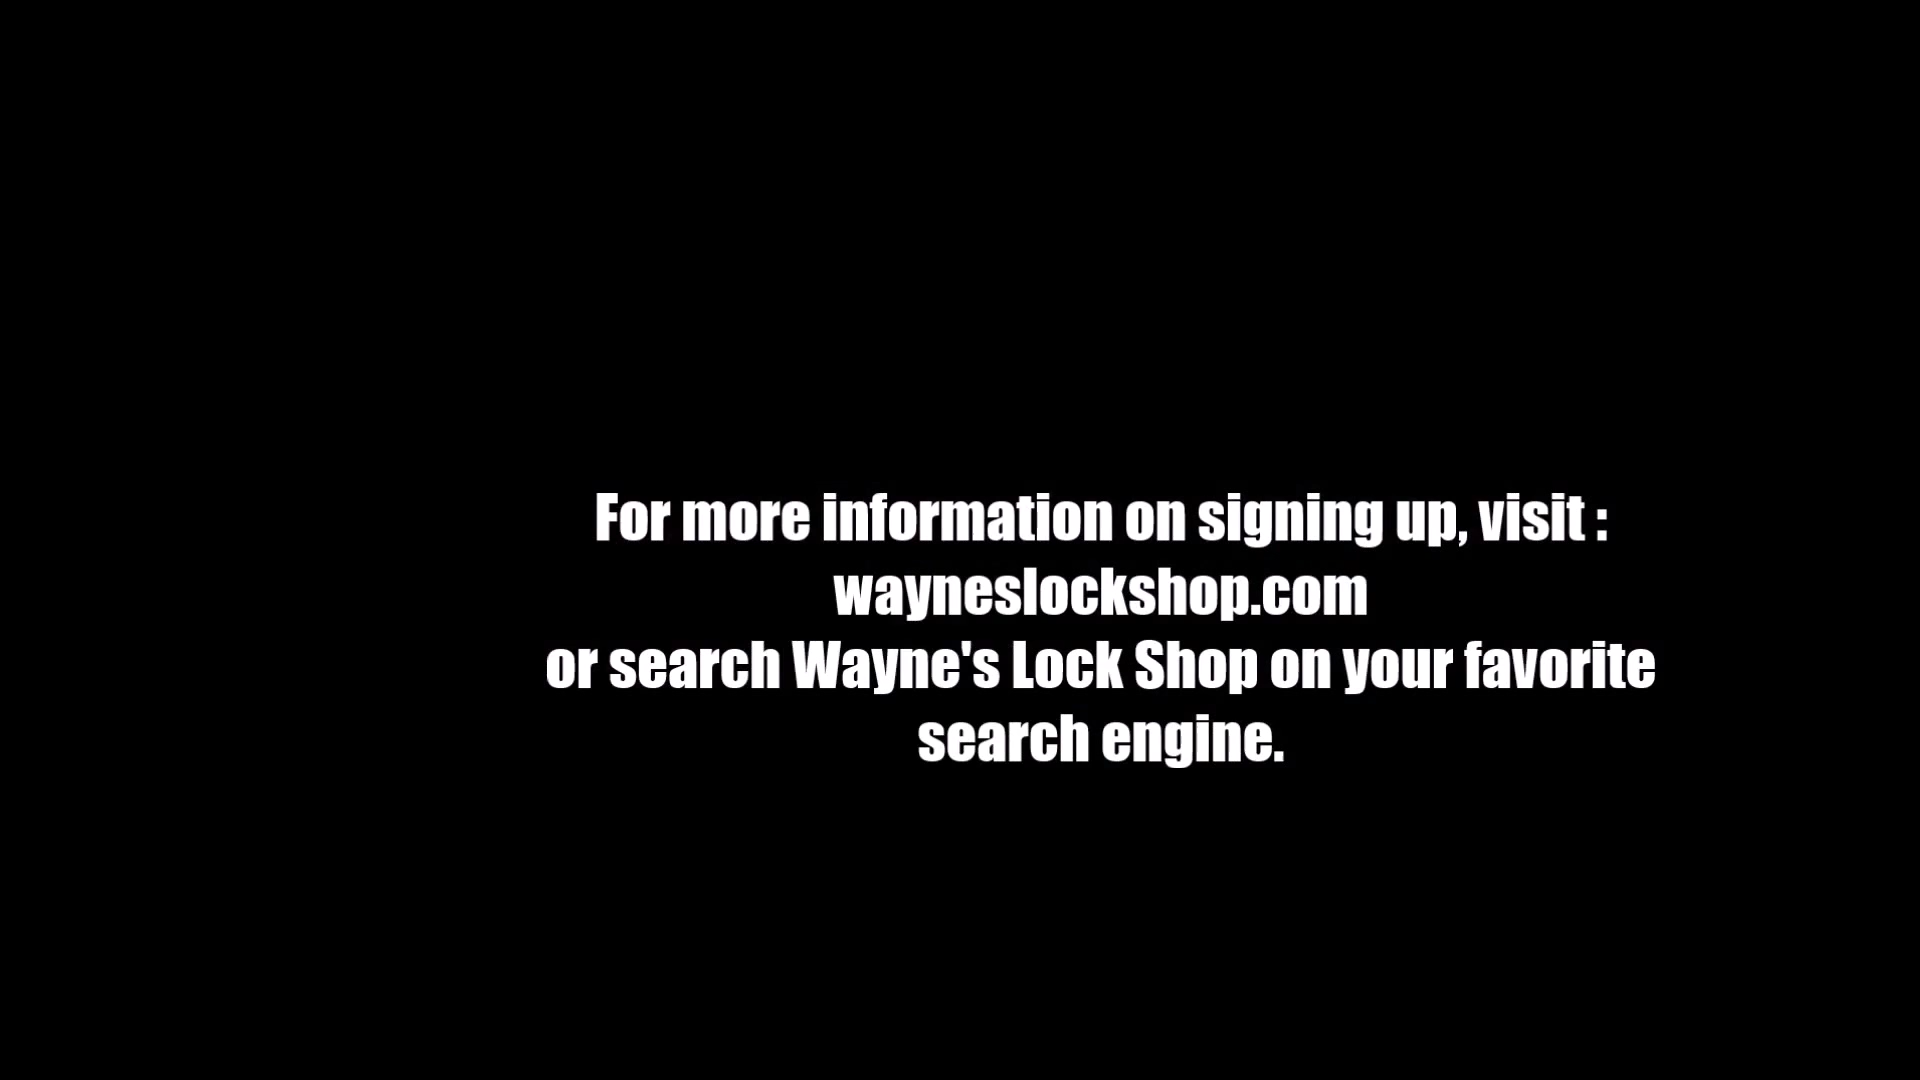 For more information on signing up, visit :
wayneslockshop.com
or search Wayne's Lock Shop on your favorite
search engine.